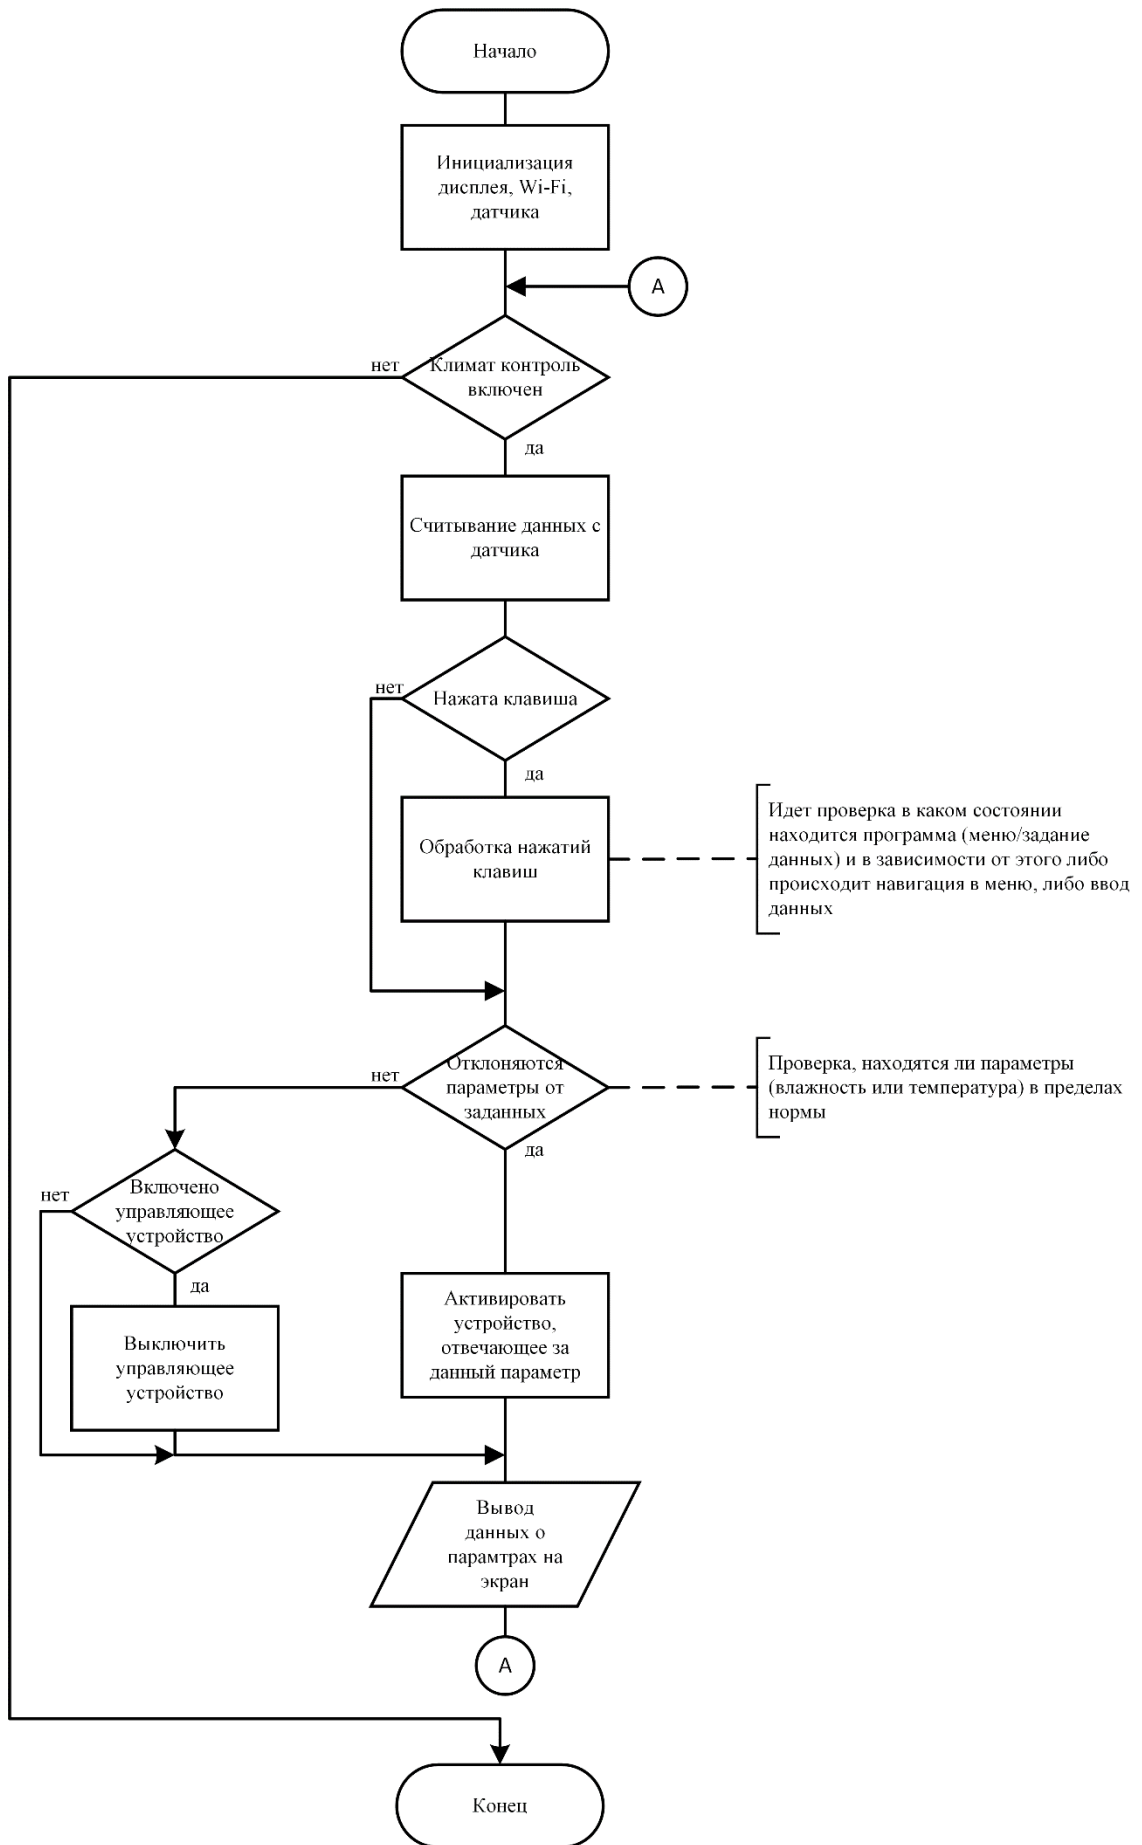 Начало
Инициализация
дисплея, Wi-Fi,
датчика
А
нет
Климат контроль
включен
да
Считывание данных с
датчика
нет
Нажата клавиша
да
Обработка нажатий
клавиш
Идет проверка в каком состоянии
находится программа (меню/задание
данных) и в зависимости от этого либо
происходит навигация в меню, либо ввод
данных
нет
Отклоняются
параметры от
заданных
да
Проверка, находятся ли параметры
(влажность или температура) в пределах
нормы
нет
Включено
управляющее
устройство
да
Выключить
управляющее
устройство
Активировать
устройство,
отвечающее за
данный параметр
Вывод
данных о
парамтрах на
экран
А
Конец